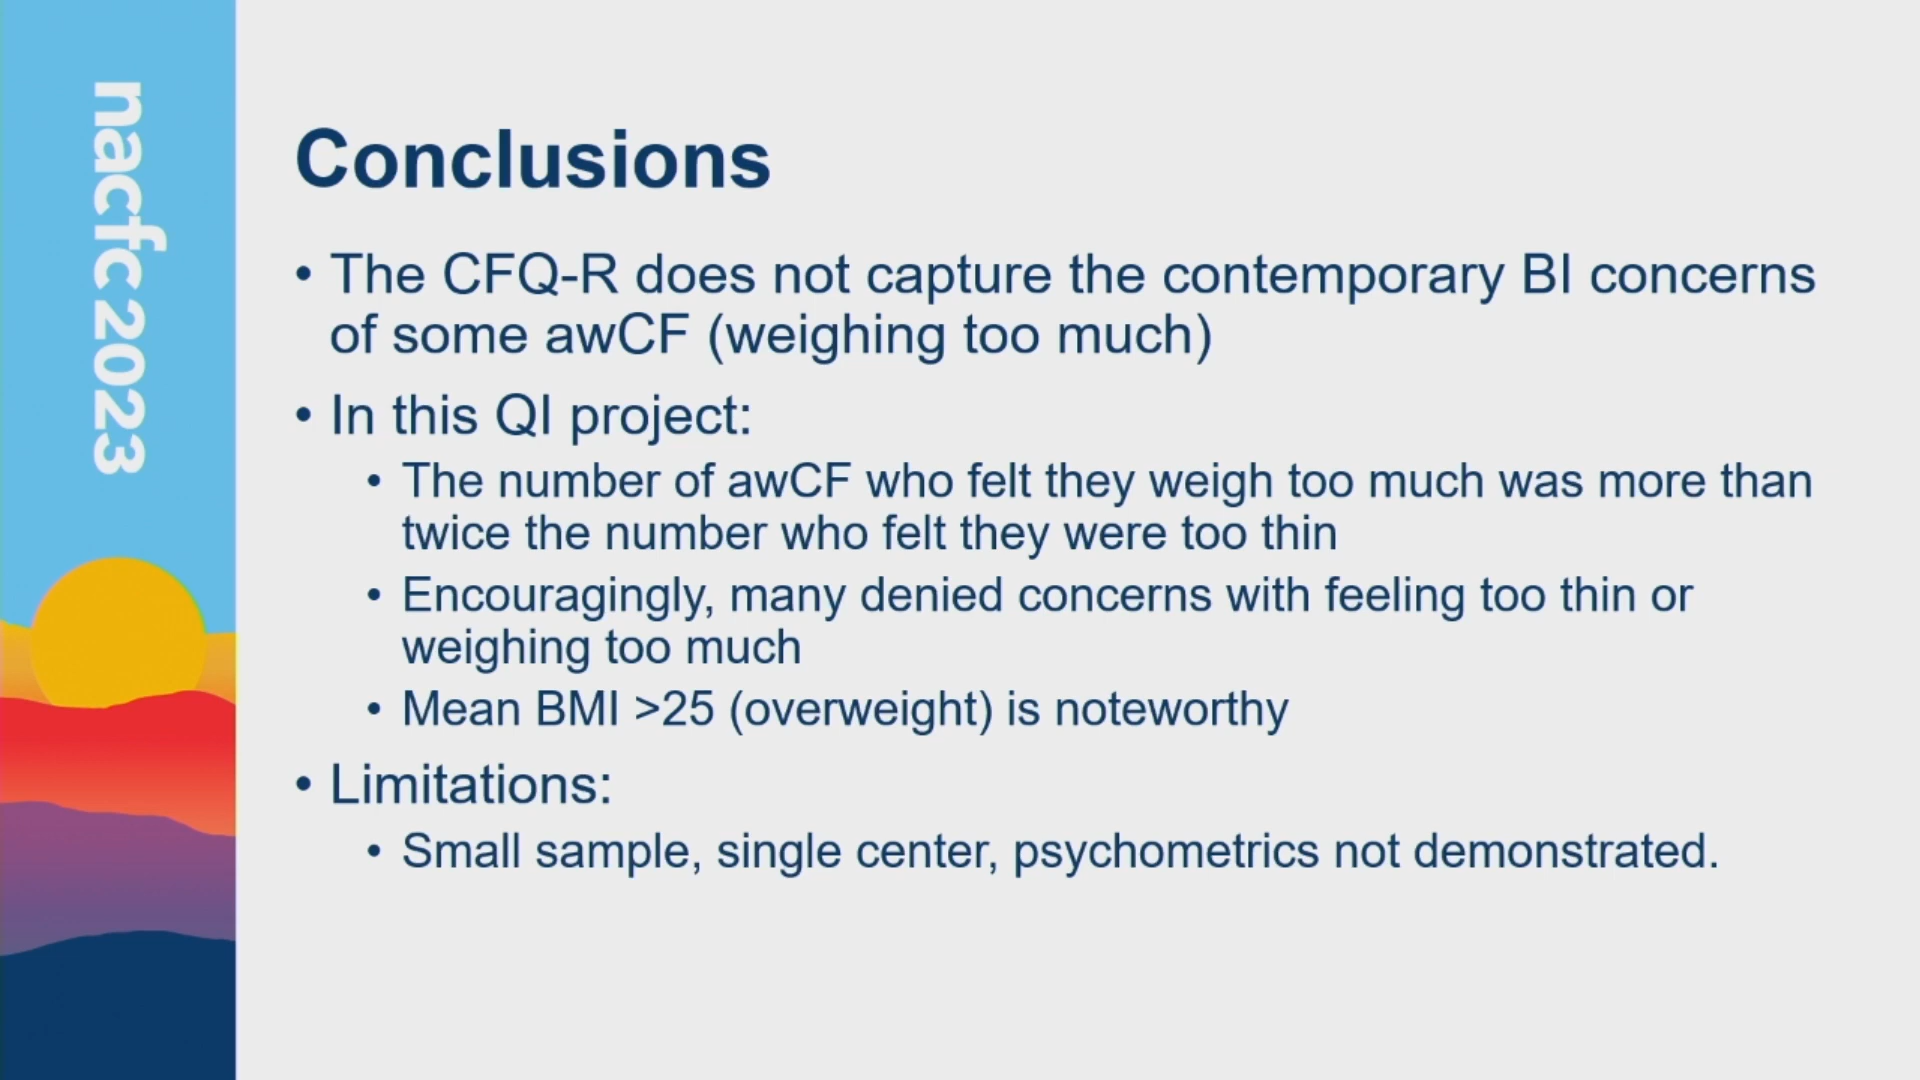 nacfc 2023
Conclusions
• The CFQ-R does not capture the contemporary BI concerns
of some awCF (weighing too much)
• In this QI project:
• The number of awCF who felt they weigh too much was more than
twice the number who felt they were too thin
• Encouragingly, many denied concerns with feeling too thin or
weighing too much
• Mean BMI >25 (overweight) is noteworthy
• Limitations:
• Small sample, single center, psychometrics not demonstrated.